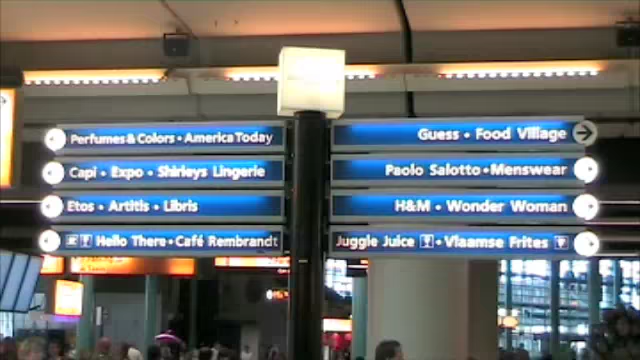 Perfumes & Colors • America Today
Capi • Expo • Shirleys Lingerie
Etos • Artitis • Libris
Hello There • Café Rembrandt
Guess • Food Village
Paolo Salotto • Menswear
H&M • Wonder Woman
Juggle Juice • Vlaamse Frites